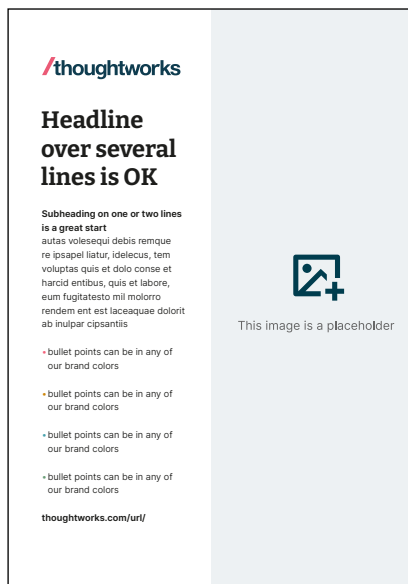 /thoughtworks
Headline
over several
lines is OK
Subheading on one or two lines
is a great start
autas volesequi debis remque
re ipsapel liatur, idelecus, tem
voluptas quis et dolo conse et
harcid entibus, quis et labore,
eum fugitatesto mil molorro
rendem ent est laceaquae dolorit
ab inulpar cipsantiis
• bullet points can be in any of
our brand colors
• bullet points can be in any of
our brand colors
• bullet points can be in any of
our brand colors
• bullet points can be in any of
our brand colors
thoughtworks.com/url/
This image is a placeholder